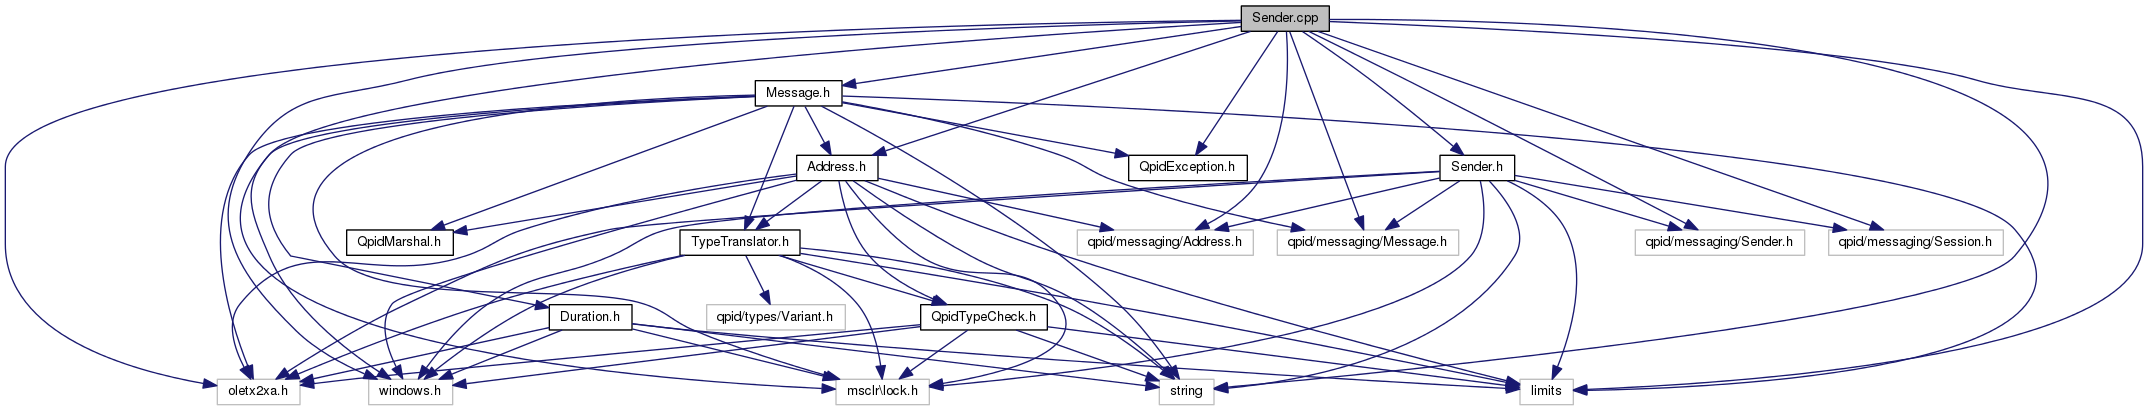 Sender.cpp
Message.h
Address.h
QpidException.h
Sender.h
QpidMarshal.h
TypeTranslator.h
qpid/messaging/Address.h
qpid/messaging/Message.h
qpid/messaging/Sender.h
qpid/messaging/Session.h
Duration.h
qpid/types/Variant.h
QpidTypeCheck.h
oletx2xa.h
windows.h
msclr\lock.h
string
limits